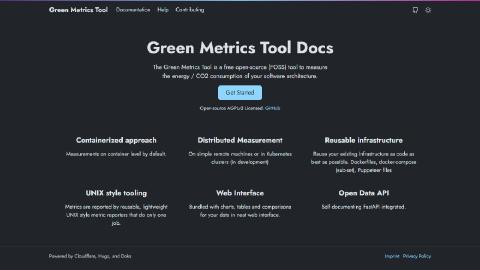 Green Metrics Tool Documentation Help Contributing
Green Metrics Tool Docs
The Green Metrics Tool is a free open-source (FOSS) tool to measure
the energy / CO2 consumption of your software architecture.
Get Started
Open-source AGPLv3 Licensed. GitHub
Containerized approach
Measurements on container level by default.
Distributed Measurement
On simple remote machines or in Kubernetes
clusters (in development)
Reusable infrastructure
Reuse your existing infrastructure as code as
best as possible. Dockerfiles, docker-compose
(sub-set), Puppeteer files
UNIX style tooling
Metrics are reported by reusable, lightweight
UNIX style metric reporters that do only one
job.
Web Interface
Bundled with charts, tables and comparisons
for your data in neat web interface.
Open Data API
Self documenting FastAPI integrated.
Powered by Cloudflare, Hugo, and Doks
Imprint Privacy Policy